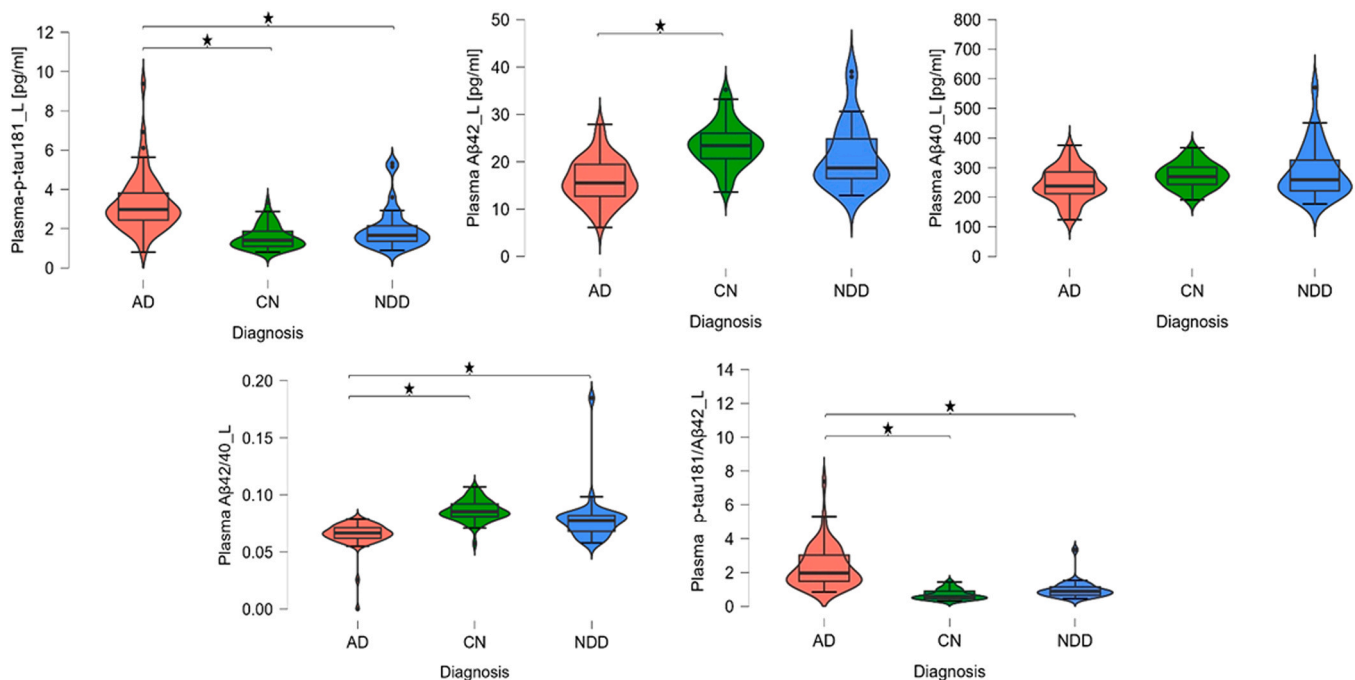 Plasma-p-tau181_L [pg/ml]
12
10
8
6
4
2
0
AD CN NDD
Diagnosis
Plasma Aβ42_L [pg/ml]
50
40
30
20
10
0
AD CN NDD
Diagnosis
Plasma Aβ40_L [pg/ml]
800
700
600
500
400
300
200
100
0
AD CN NDD
Diagnosis
Plasma Aβ42/40_L
0.20
0.15
0.10
0.05
0.00
AD CN NDD
Diagnosis
Plasma p-tau181/Aβ42_L
14
12
10
8
6
4
2
0
AD CN NDD
Diagnosis